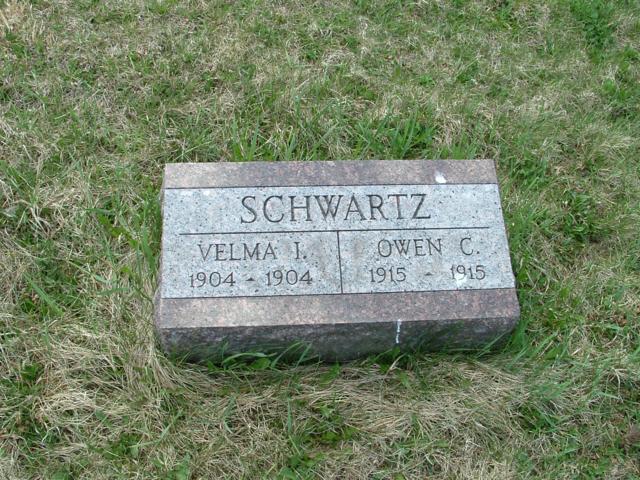 SCHWARTZ
VELMA I. OWEN C.
1904 - 1904 1915 - 1915